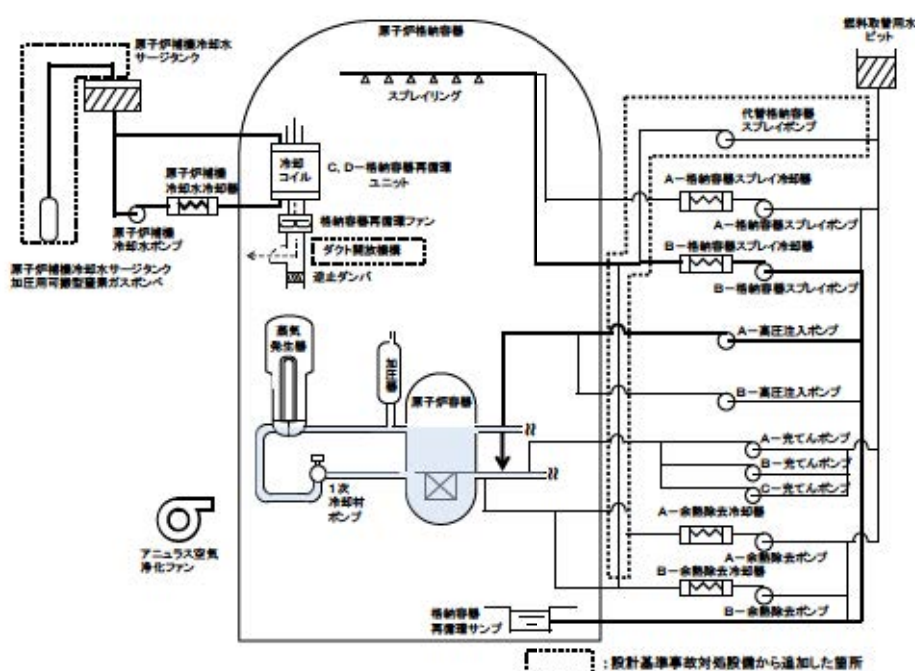 原子炉補機冷却水
サージタンク
原子炉格納容器
燃料取替用水
ピット
スプレイリング
代替格納容器
スプレイポンプ
冷却
コイル
C, D－格納容器再循環
ユニット
原子炉補機
冷却水冷却器
A－格納容器スプレイ冷却器
A－格納容器スプレイポンプ
格納容器再循環ファン
原子炉補機
冷却水ポンプ
ダクト開放機構
B－格納容器スプレイ冷却器
原子炉補機冷却水サージタンク
加圧用可搬型窒素ガスボンベ
逆止ダンパ
B－格納容器スプレイポンプ
蒸気
発生器
加圧器
A－高圧注入ポンプ
原子炉容器
B－高圧注入ポンプ
A－充てんポンプ
B－充てんポンプ
C－充てんポンプ
1次
冷却材
ポンプ
A－余熱除去冷却器
アニュラス空気
浄化ファン
A－余熱除去ポンプ
B－余熱除去冷却器
格納容器
再循環サンプ
B－余熱除去ポンプ
：設計基準事故対処設備から追加した箇所